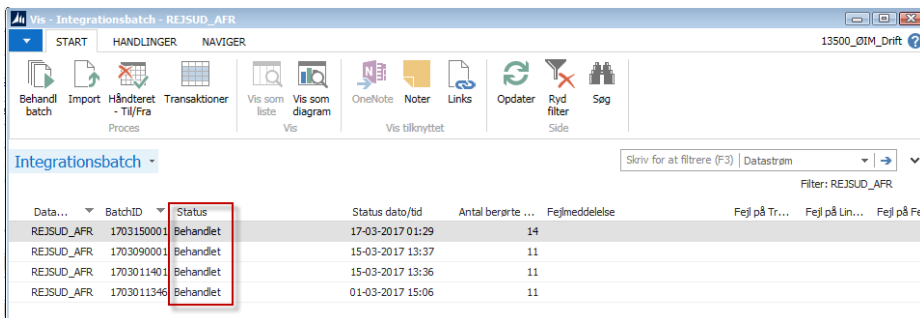 Vis - Integrationsbatch - REJSUD_AFR
START HANDLINGER NAVIGER 13500_ØIM_Drift
Behandl batch Import Håndteret - Til/Fra Transaktioner Vis som liste Vis som diagram OneNote Noter Links Opdater Ryd filter Søg
Proces Vis Vis tilknyttet Side
Integrationsbatch Skriv for at filtrere (F3) Datastrøm
Filter: REJSUD_AFR
Data... BatchID Status Status dato/tid Antal berørte ... Fejlmeddelelse Fejl på Tr... Fejl på Lin... Fejl på Fe
REJSUD_AFR 1703150001 Behandlet 17-03-2017 01:29 14
REJSUD_AFR 1703090001 Behandlet 15-03-2017 13:37 11
REJSUD_AFR 1703011401 Behandlet 15-03-2017 13:36 11
REJSUD_AFR 1703011346 Behandlet 01-03-2017 15:06 11